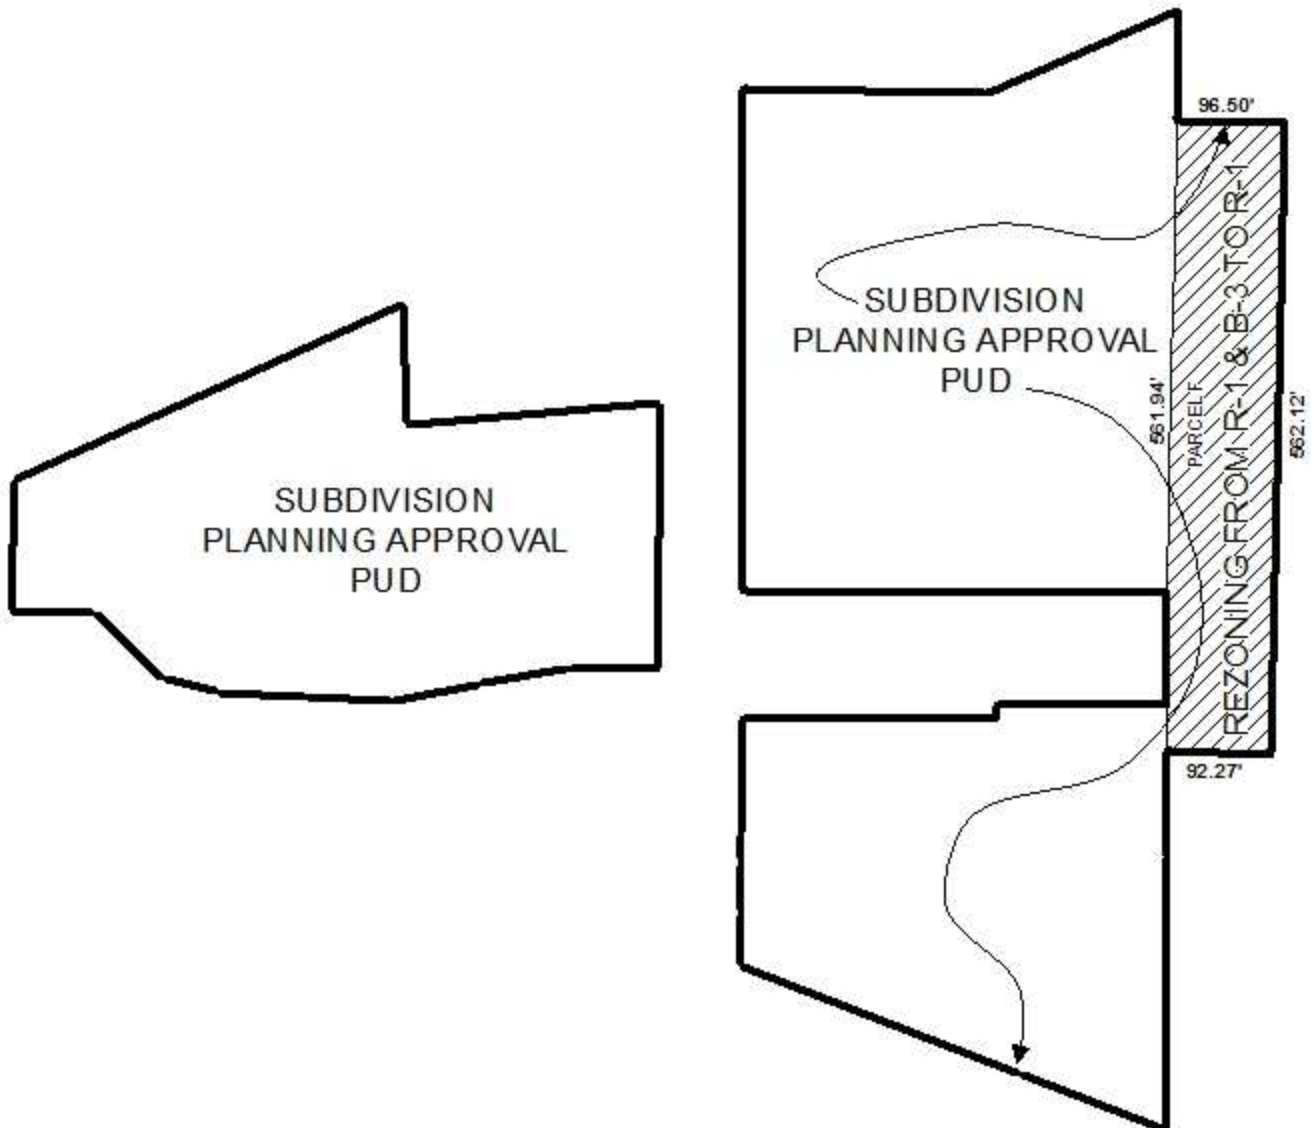 96.50'
SUBDIVISION
PLANNING APPROVAL
PUD
561.94'
PARCEL F
REZONING FROM R-1 & B-3 TO R-1
562.12'
SUBDIVISION
PLANNING APPROVAL
PUD
92.27'